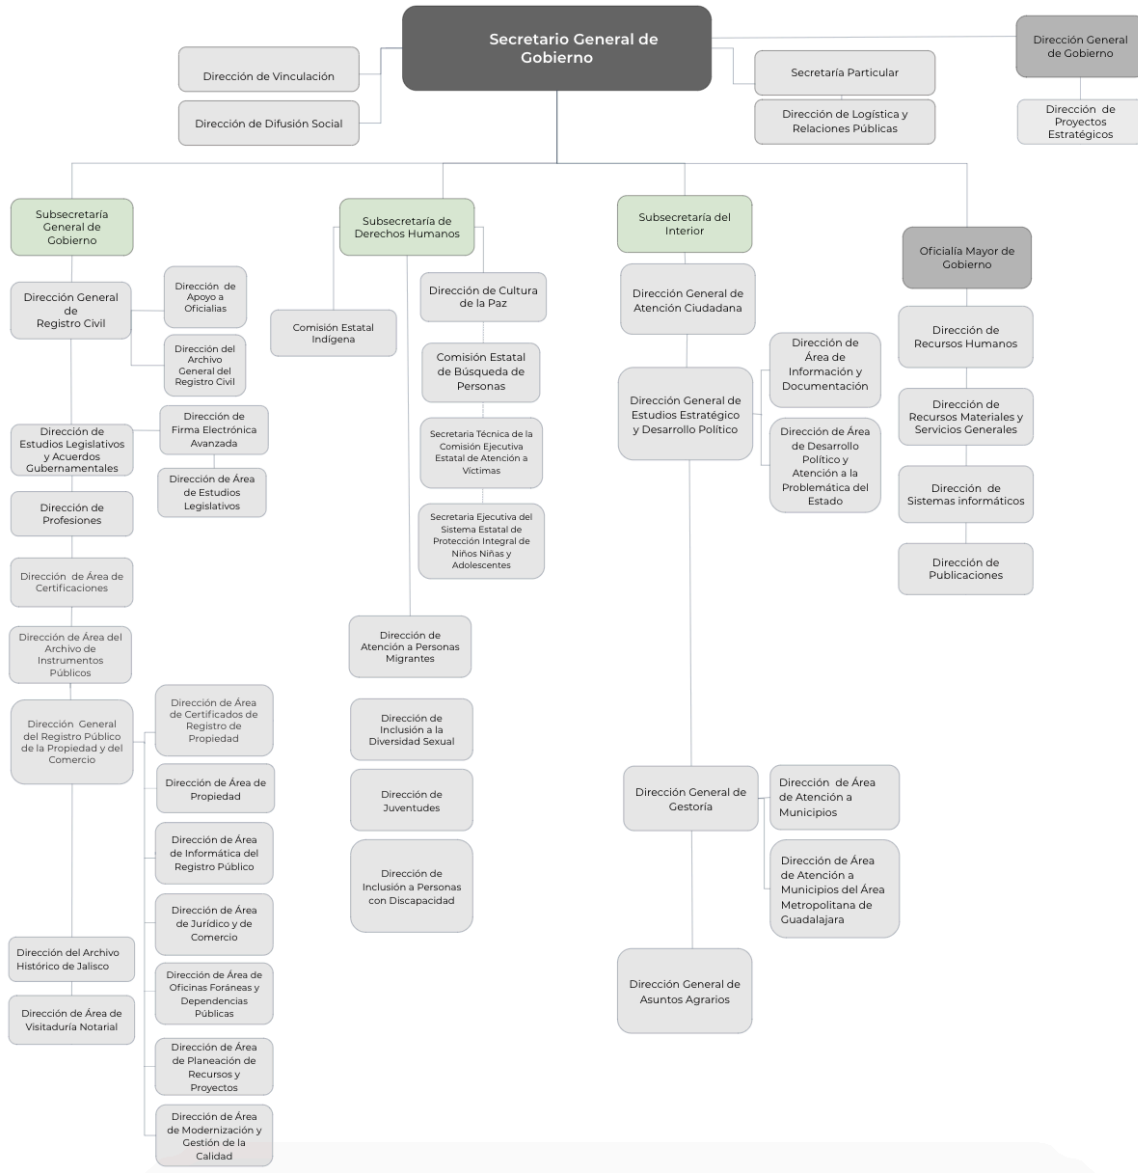 Secretario General de
Gobierno
Dirección General
de Gobierno
Dirección de
Proyectos
Estratégicos
Dirección de Vinculación
Dirección de Difusión Social
Secretaría Particular
Dirección de Logística y
Relaciones Públicas
Subsecretaría
General de
Gobierno
Dirección General
de
Registro Civil
Dirección de
Apoyo a
Oficialias
Dirección del
Archivo
General del
Registro Civil
Dirección de
Estudios Legislativos
y Acuerdos
Gubernamentales
Dirección de
Firma Electrónica
Avanzada
Dirección de Área
de Estudios
Legislativos
Dirección de
Profesiones
Dirección de Área de
Certificaciones
Dirección de Área del
Archivo de
Instrumentos
Públicos
Dirección General
del Registro Público
de la Propiedad y del
Comercio
Dirección de Área
de Certificados de
Registro de
Propiedad
Dirección de Área de
Propiedad
Dirección de Área
de Informática del
Registro Público
Dirección de Área
de Jurídico y de
Comercio
Dirección de Área de
Oficinas Foráneas y
Dependencias
Públicas
Dirección de Área
de Planeación de
Recursos y
Proyectos
Dirección de Área
de Modernización y
Gestión de la
Calidad
Dirección del Archivo
Histórico de Jalisco
Dirección de Área de
Visitaduría Notarial
Subsecretaría de
Derechos Humanos
Comisión Estatal
Indígena
Dirección de Cultura
de la Paz
Comisión Estatal
de Búsqueda de
Personas
Secretaria Técnica de la
Comisión Ejecutiva
Estatal de Atención a
Víctimas
Secretaria Ejecutiva del
Sistema Estatal de
Protección Integral de
Niños Niñas y
Adolescentes
Dirección de
Atención a Personas
Migrantes
Dirección de
Inclusión a la
Diversidad Sexual
Dirección de
Juventudes
Dirección de
Inclusión a Personas
con Discapacidad
Subsecretaría del
Interior
Dirección General de
Atención Ciudadana
Dirección General de
Estudios Estratégico
y Desarrollo Político
Dirección de
Área de
Información y
Documentación
Dirección de Área
de Desarrollo
Político y
Atención a la
Problemática del
Estado
Dirección General de
Gestoría
Dirección de Área
de Atención a
Municipios
Dirección de Área
de Atención a
Municipios del Área
Metropolitana de
Guadalajara
Dirección General de
Asuntos Agrarios
Oficialía Mayor de
Gobierno
Dirección de
Recursos Humanos
Dirección de
Recursos Materiales y
Servicios Generales
Dirección de
Sistemas informáticos
Dirección de
Publicaciones